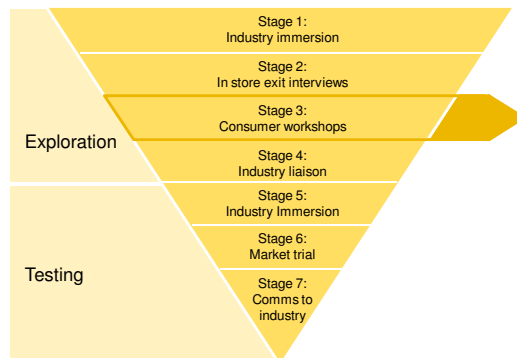 Stage 1:
Industry immersion
Stage 2:
In store exit interviews
Stage 3:
Consumer workshops
Exploration
Stage 4:
Industry liaison
Stage 5:
Industry Immersion
Stage 6:
Market trial
Testing
Stage 7:
Comms to
industry